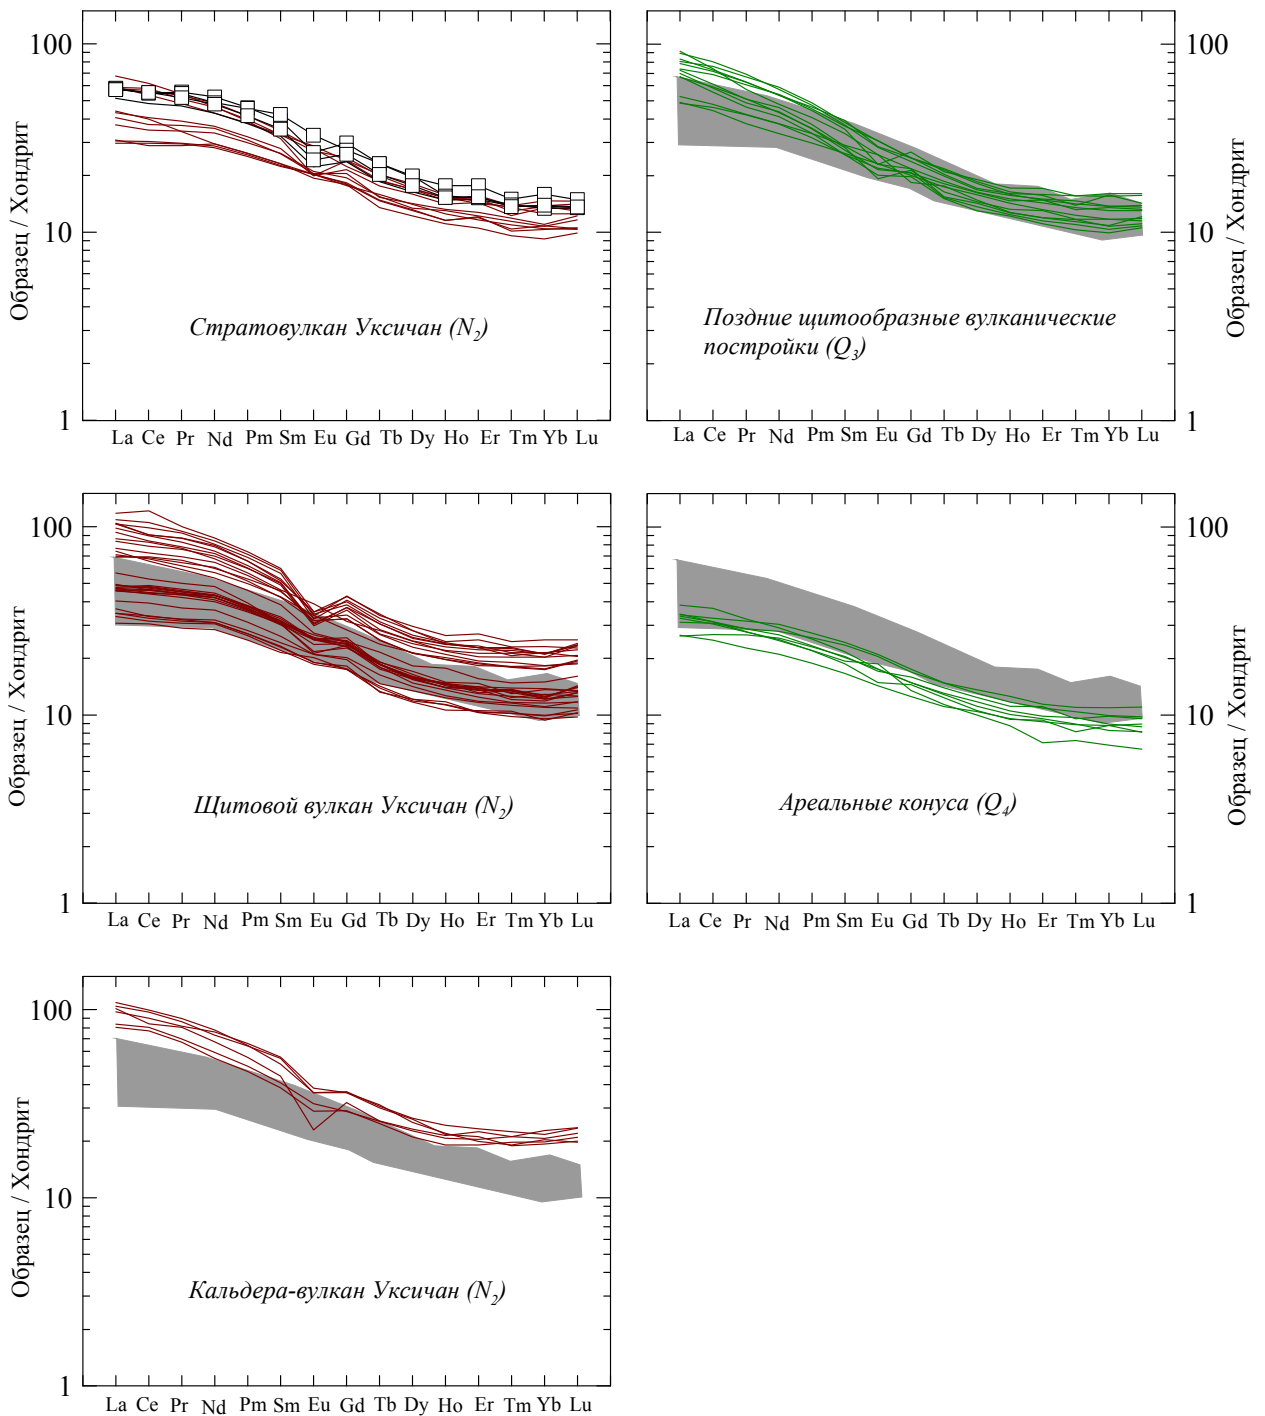 100
10
1
Образец / Хондрит
Стратовулкан Уксичан (N2)
La Ce Pr Nd Pm Sm Eu Gd Tb Dy Ho Er Tm Yb Lu
100
10
1
Образец / Хондрит
Поздние щитообразные вулканические
постройки (Q3)
La Ce Pr Nd Pm Sm Eu Gd Tb Dy Ho Er Tm Yb Lu
100
10
1
Образец / Хондрит
Щитовой вулкан Уксичан (N2)
La Ce Pr Nd Pm Sm Eu Gd Tb Dy Ho Er Tm Yb Lu
100
10
1
Образец / Хондрит
Ареальные конуса (Q4)
La Ce Pr Nd Pm Sm Eu Gd Tb Dy Ho Er Tm Yb Lu
100
10
1
Образец / Хондрит
Кальдера-вулкан Уксичан (N2)
La Ce Pr Nd Pm Sm Eu Gd Tb Dy Ho Er Tm Yb Lu